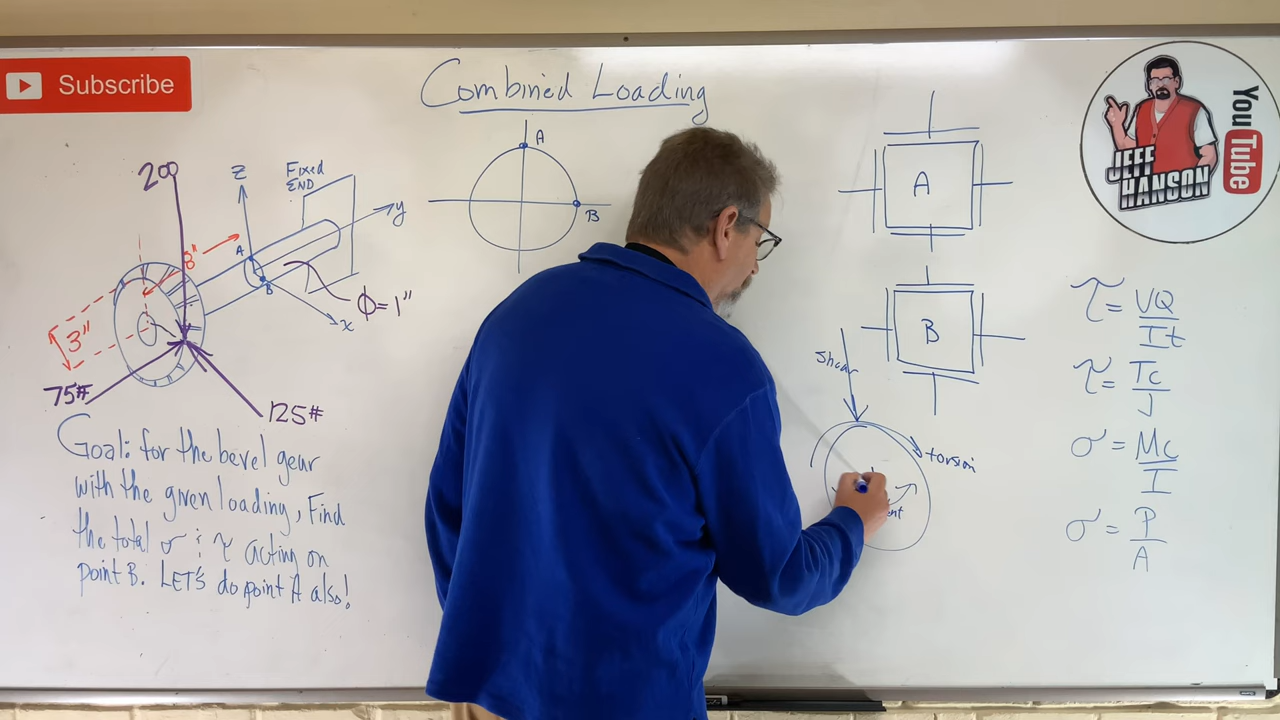 Subscribe
Combined Loading
200
Z
Fixed
END
y
8"
A
B
x
Φ=1"
3"
75#
125#
Goal: for the bevel gear
with the given loading, Find
the total σ & τ acting on
point B. LET'S do point A also!
A
B
A
B
Shear
torsion
τ = VQ
It
τ = Tc
J
σ = Mc
I
σ = P
A
JEFF
HANSON
YouTube